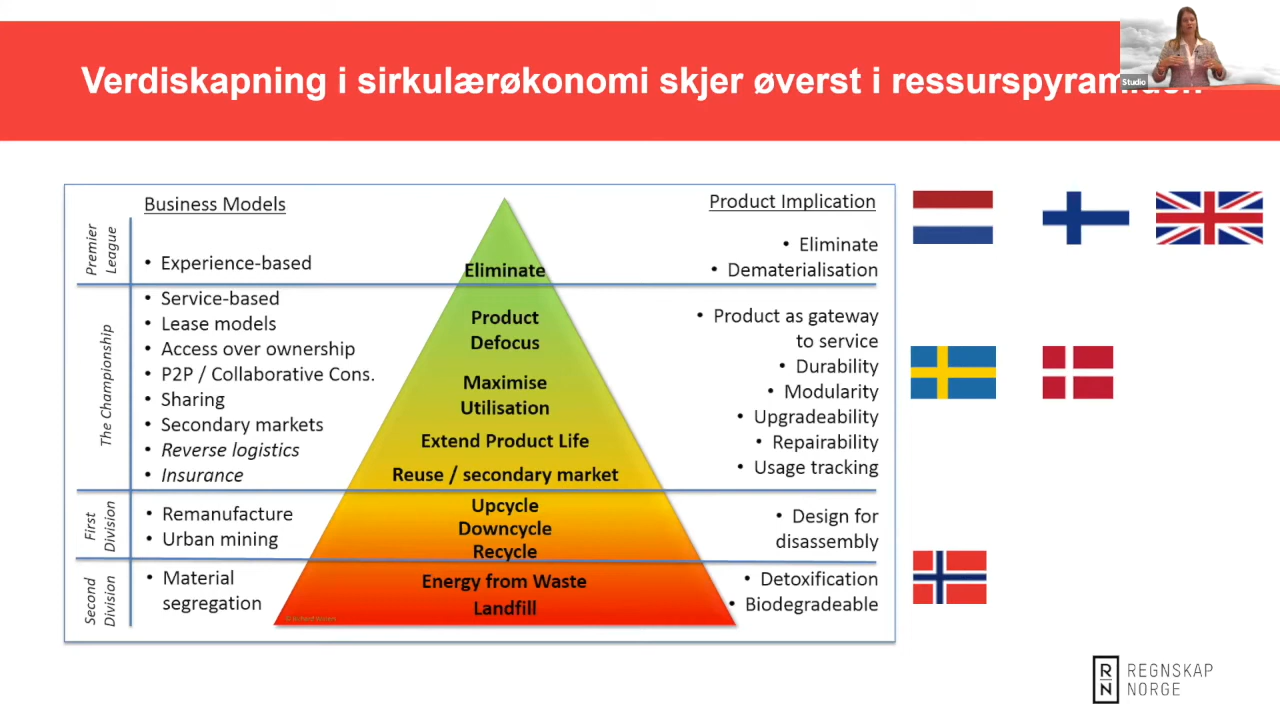 Verdiskapning i sirkulærøkonomi skjer øverst i ressurspyramiden
Studio
Business Models
Product Implication
Premier
League
• Experience-based
Eliminate
• Eliminate
• Dematerialisation
The Championship
• Service-based
• Lease models
• Access over ownership
• P2P / Collaborative Cons.
• Sharing
• Secondary markets
• Reverse logistics
• Insurance
Product
Defocus
Maximise
Utilisation
Extend Product Life
Reuse / secondary market
• Product as gateway
to service
• Durability
• Modularity
• Upgradeability
• Repairability
• Usage tracking
First
Division
• Remanufacture
• Urban mining
Upcycle
Downcycle
Recycle
• Design for
disassembly
Second
Division
• Material
segregation
Energy from Waste
Landfill
• Detoxification
• Biodegradeable
R
N
REGNSKAP
NORGE